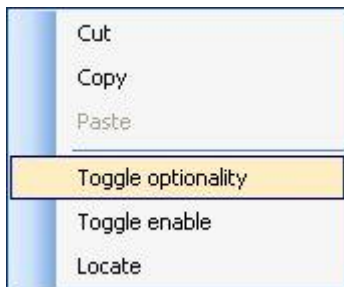 Cut
Copy
Paste
Toggle optionality
Toggle enable
Locate